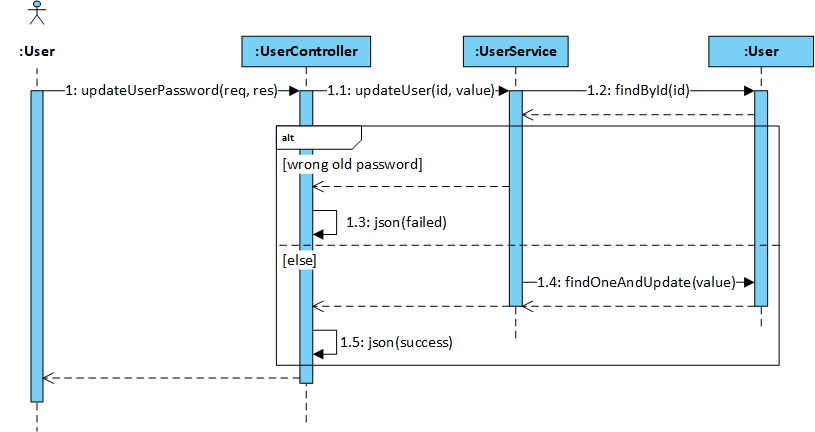 :User
:UserController
:UserService
:User
1: updateUserPassword(req, res)
1.1: updateUser(id, value)
1.2: findById(id)
alt
[wrong old password]
1.3: json(failed)
[else]
1.4: findOneAndUpdate(value)
1.5: json(success)